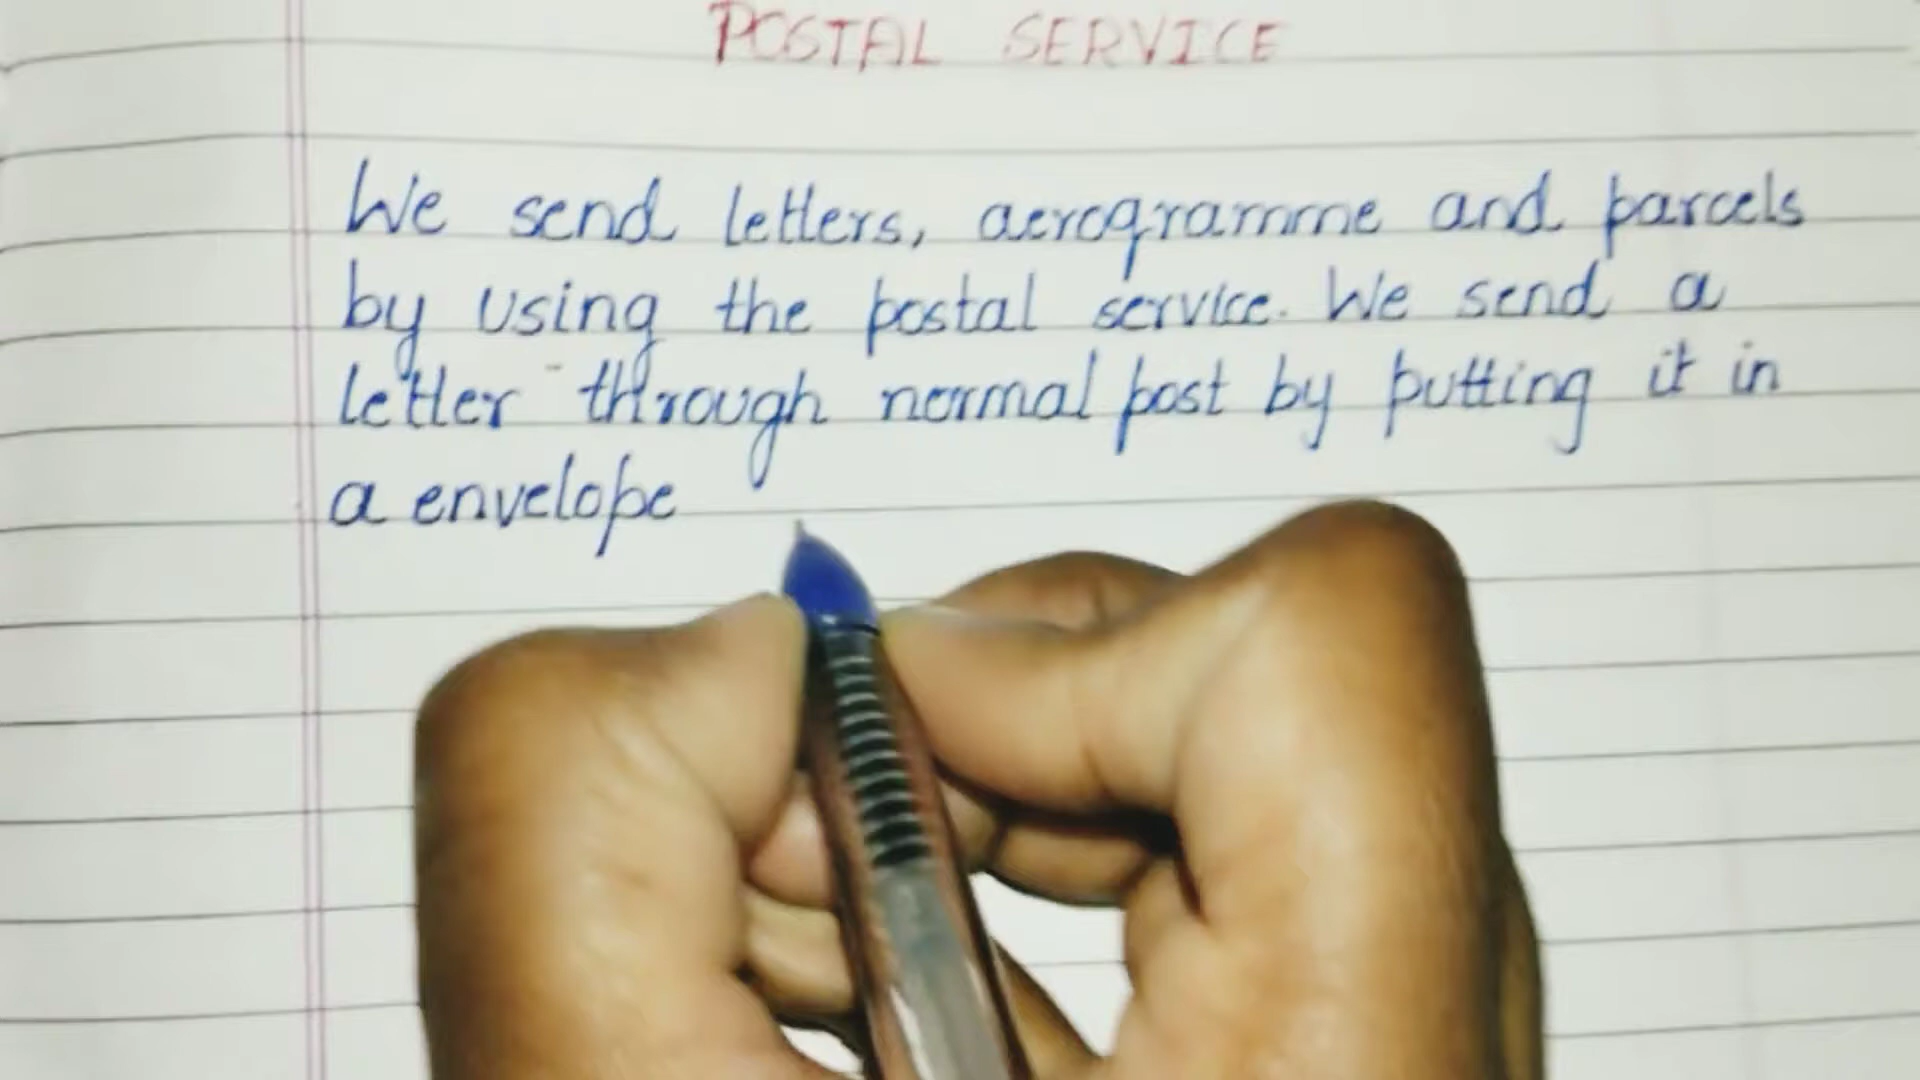 POSTAL SERVICE
We send letters, aerogramme and parcels
by using the postal service. We send a
letter through normal post by putting it in
a envelope